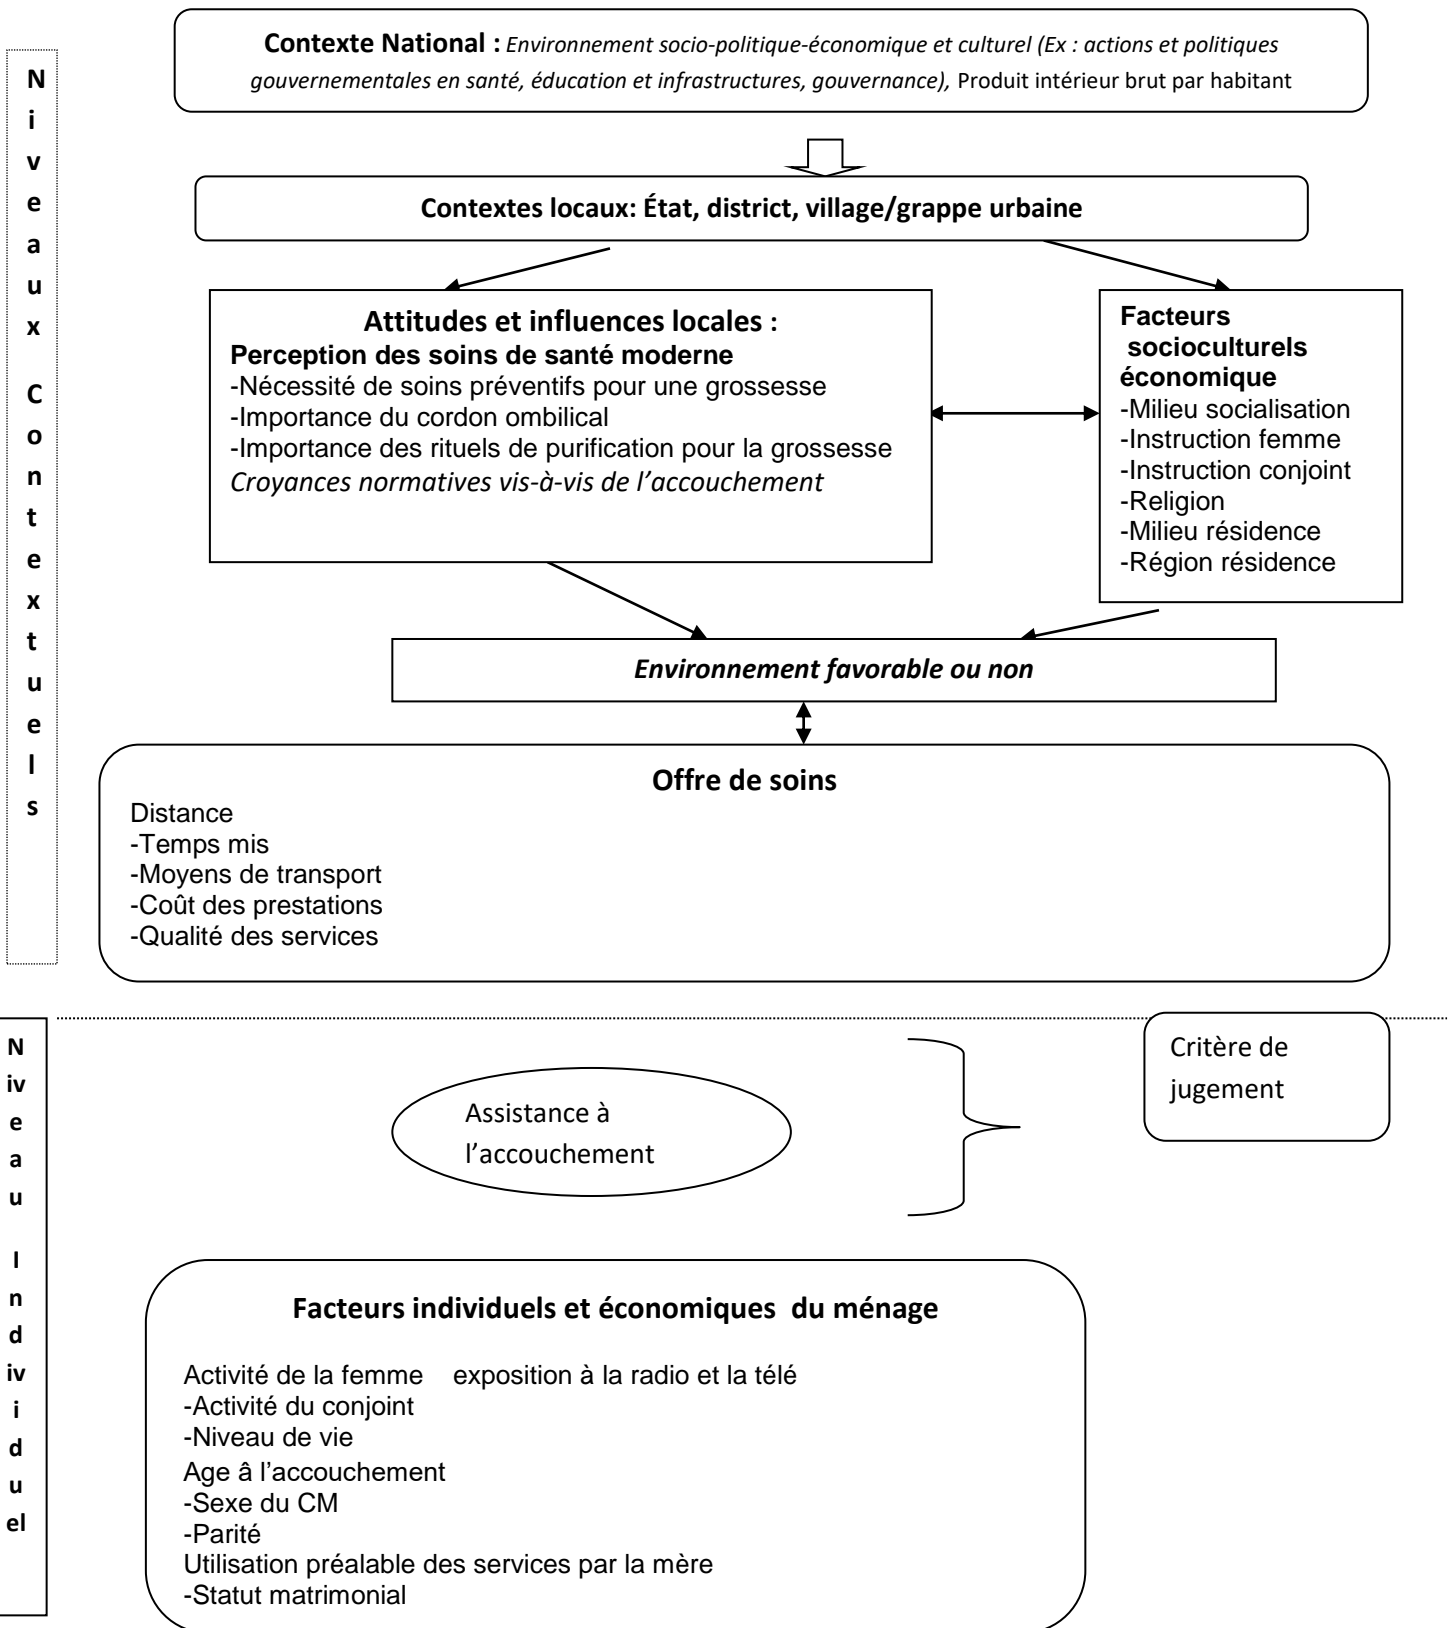 Contexte National : Environnement socio-politique-économique et culturel (Ex : actions et politiques
gouvernementales en santé, éducation et infrastructures, gouvernance), Produit intérieur brut par habitant
Niveaux Contextuels
Contextes locaux: État, district, village/grappe urbaine
Attitudes et influences locales :
Perception des soins de santé moderne
-Nécessité de soins préventifs pour une grossesse
-Importance du cordon ombilical
-Importance des rituels de purification pour la grossesse
Croyances normatives vis-à-vis de l’accouchement
Facteurs
socioculturels
économique
-Milieu socialisation
-Instruction femme
-Instruction conjoint
-Religion
-Milieu résidence
-Région résidence
Environnement favorable ou non
Offre de soins
Distance
-Temps mis
-Moyens de transport
-Coût des prestations
-Qualité des services
Niveau Individuel
Critère de
jugement
Assistance à
l’accouchement
Facteurs individuels et économiques du ménage
Activité de la femme exposition à la radio et la télé
-Activité du conjoint
-Niveau de vie
Age â l’accouchement
-Sexe du CM
-Parité
Utilisation préalable des services par la mère
-Statut matrimonial